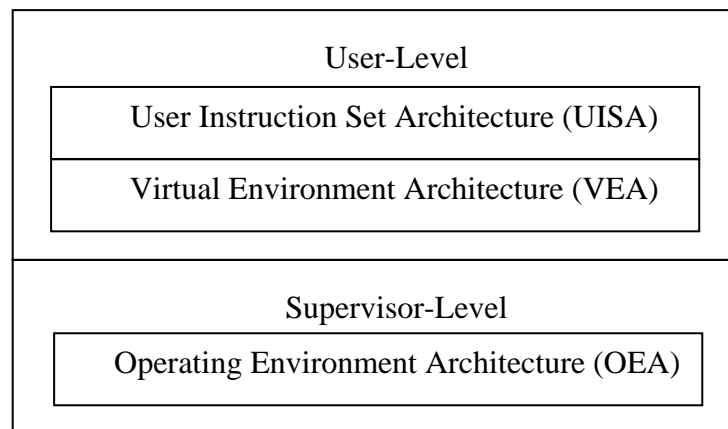 User-Level
User Instruction Set Architecture (UISA)
Virtual Environment Architecture (VEA)
Supervisor-Level
Operating Environment Architecture (OEA)